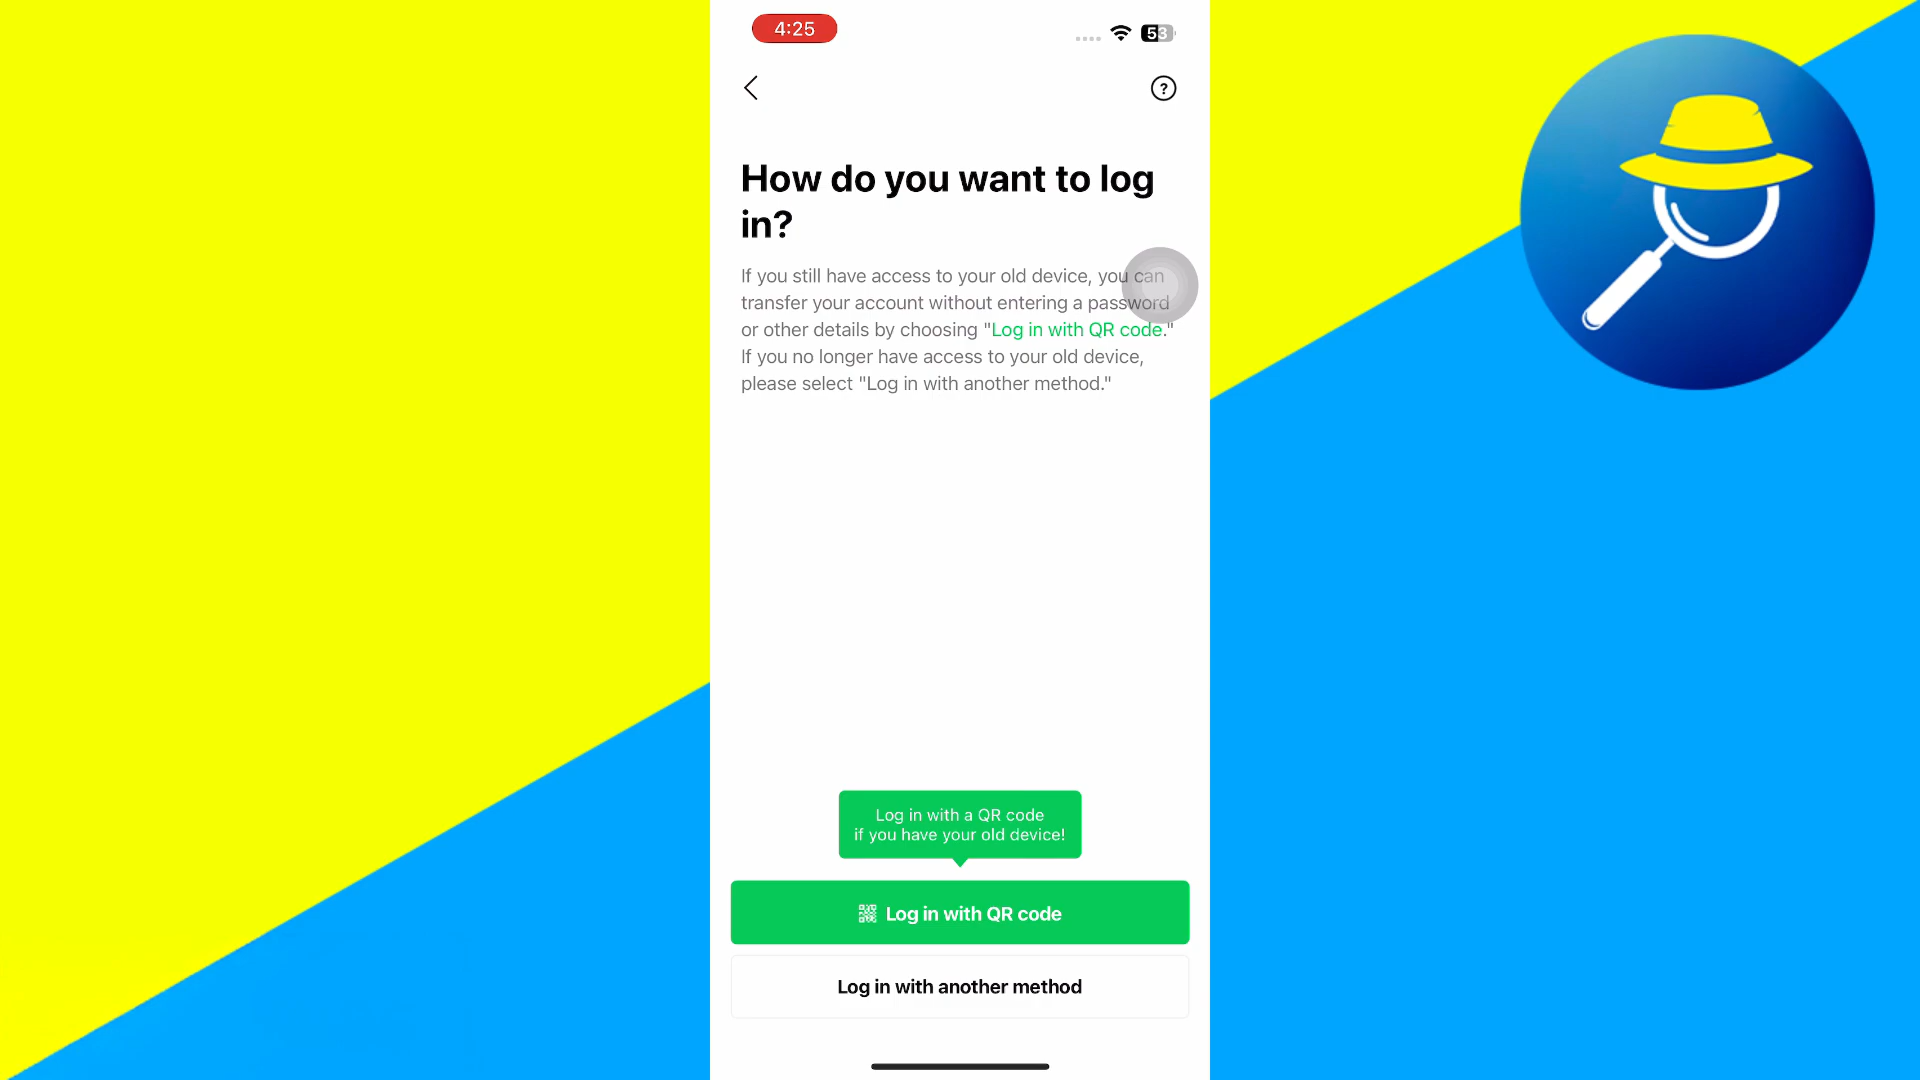 4:25
53
?
How do you want to log
in?
If you still have access to your old device, you can
transfer your account without entering a password
or other details by choosing "Log in with QR code."
If you no longer have access to your old device,
please select "Log in with another method."
Log in with a QR code
if you have your old device!
Log in with QR code
Log in with another method